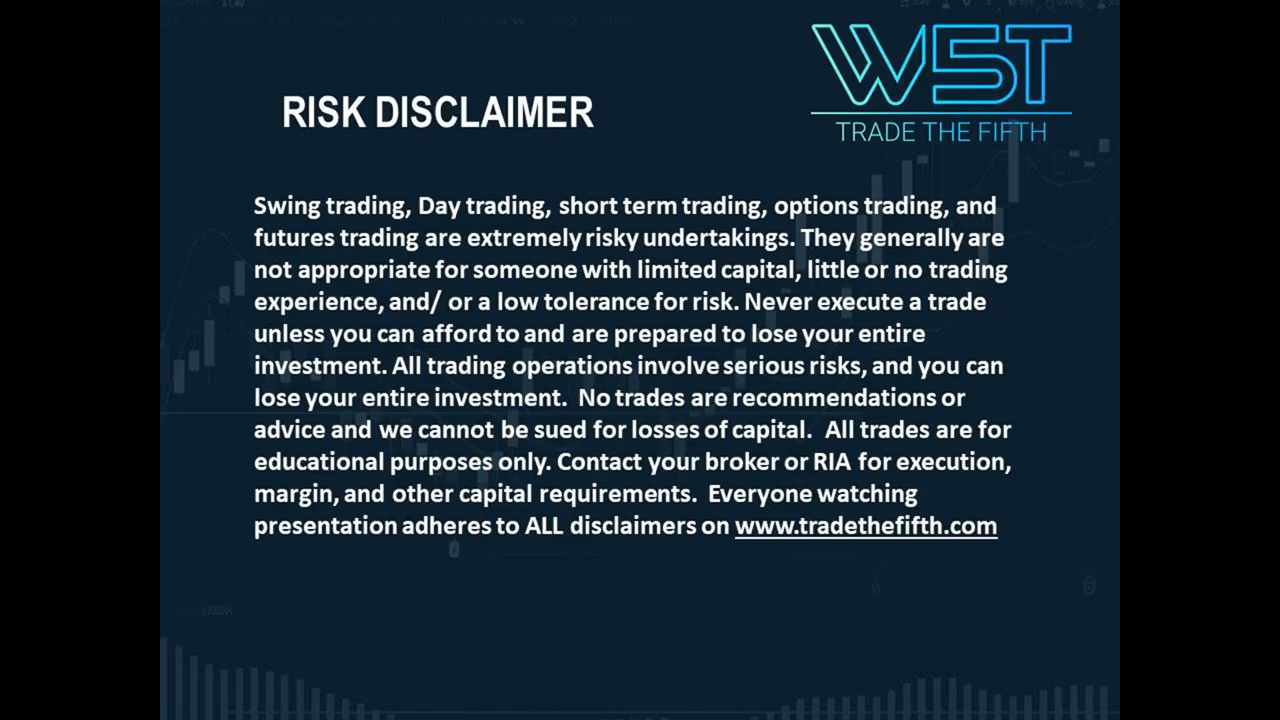 W5T
RISK DISCLAIMER
TRADE THE FIFTH
Swing trading, Day trading, short term trading, options trading, and
futures trading are extremely risky undertakings. They generally are
not appropriate for someone with limited capital, little or no trading
experience, and/ or a low tolerance for risk. Never execute a trade
unless you can afford to and are prepared to lose your entire
investment. All trading operations involve serious risks, and you can
lose your entire investment.  No trades are recommendations or
advice and we cannot be sued for losses of capital.  All trades are for
educational purposes only. Contact your broker or RIA for execution,
margin, and other capital requirements.  Everyone watching
presentation adheres to ALL disclaimers on www.tradethefifth.com